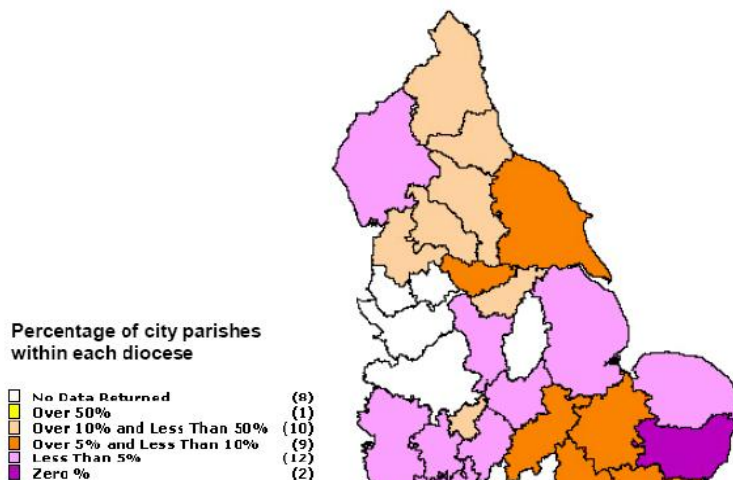 Percentage of city parishes
within each diocese
No Data Returned (8)
Over 50% (1)
Over 10% and Less Than 50% (10)
Over 5% and Less Than 10% (9)
Less Than 5% (12)
Zero % (2)